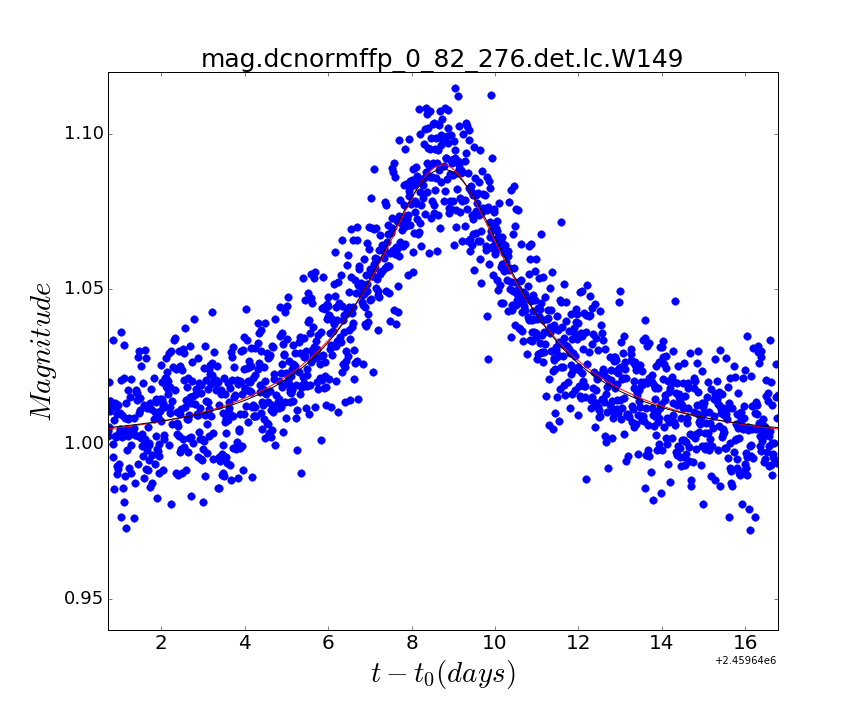 mag.dcnormffp_0_82_276.det.lc.W149
Magnitude
1.10
1.05
1.00
0.95
2 4 6 8 10 12 14 16
+2.45964e6
t − t₀(days)